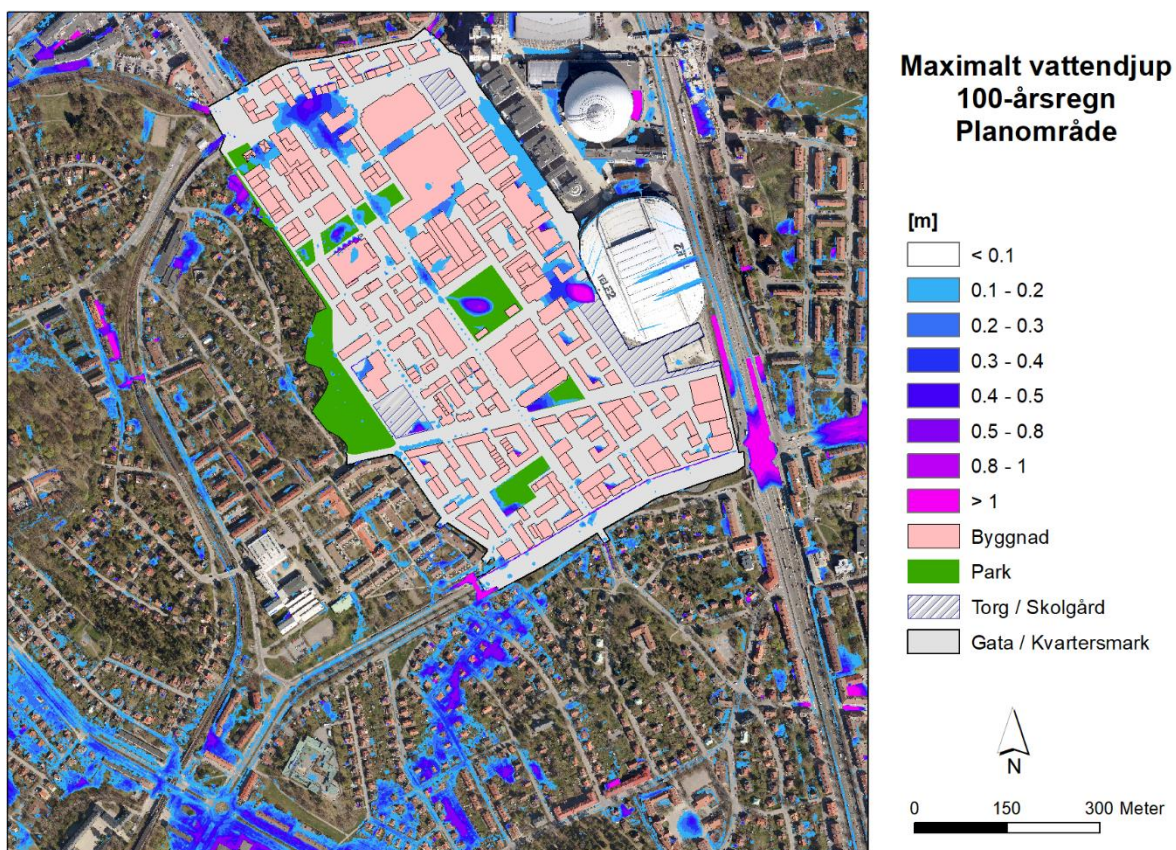 Maximalt vattendjup
100-årsregn
Planområde
[m]
< 0.1
0.1 - 0.2
0.2 - 0.3
0.3 - 0.4
0.4 - 0.5
0.5 - 0.8
0.8 - 1
> 1
Byggnad
Park
Torg / Skolgård
Gata / Kvartersmark
N
0 150 300 Meter
TELE2